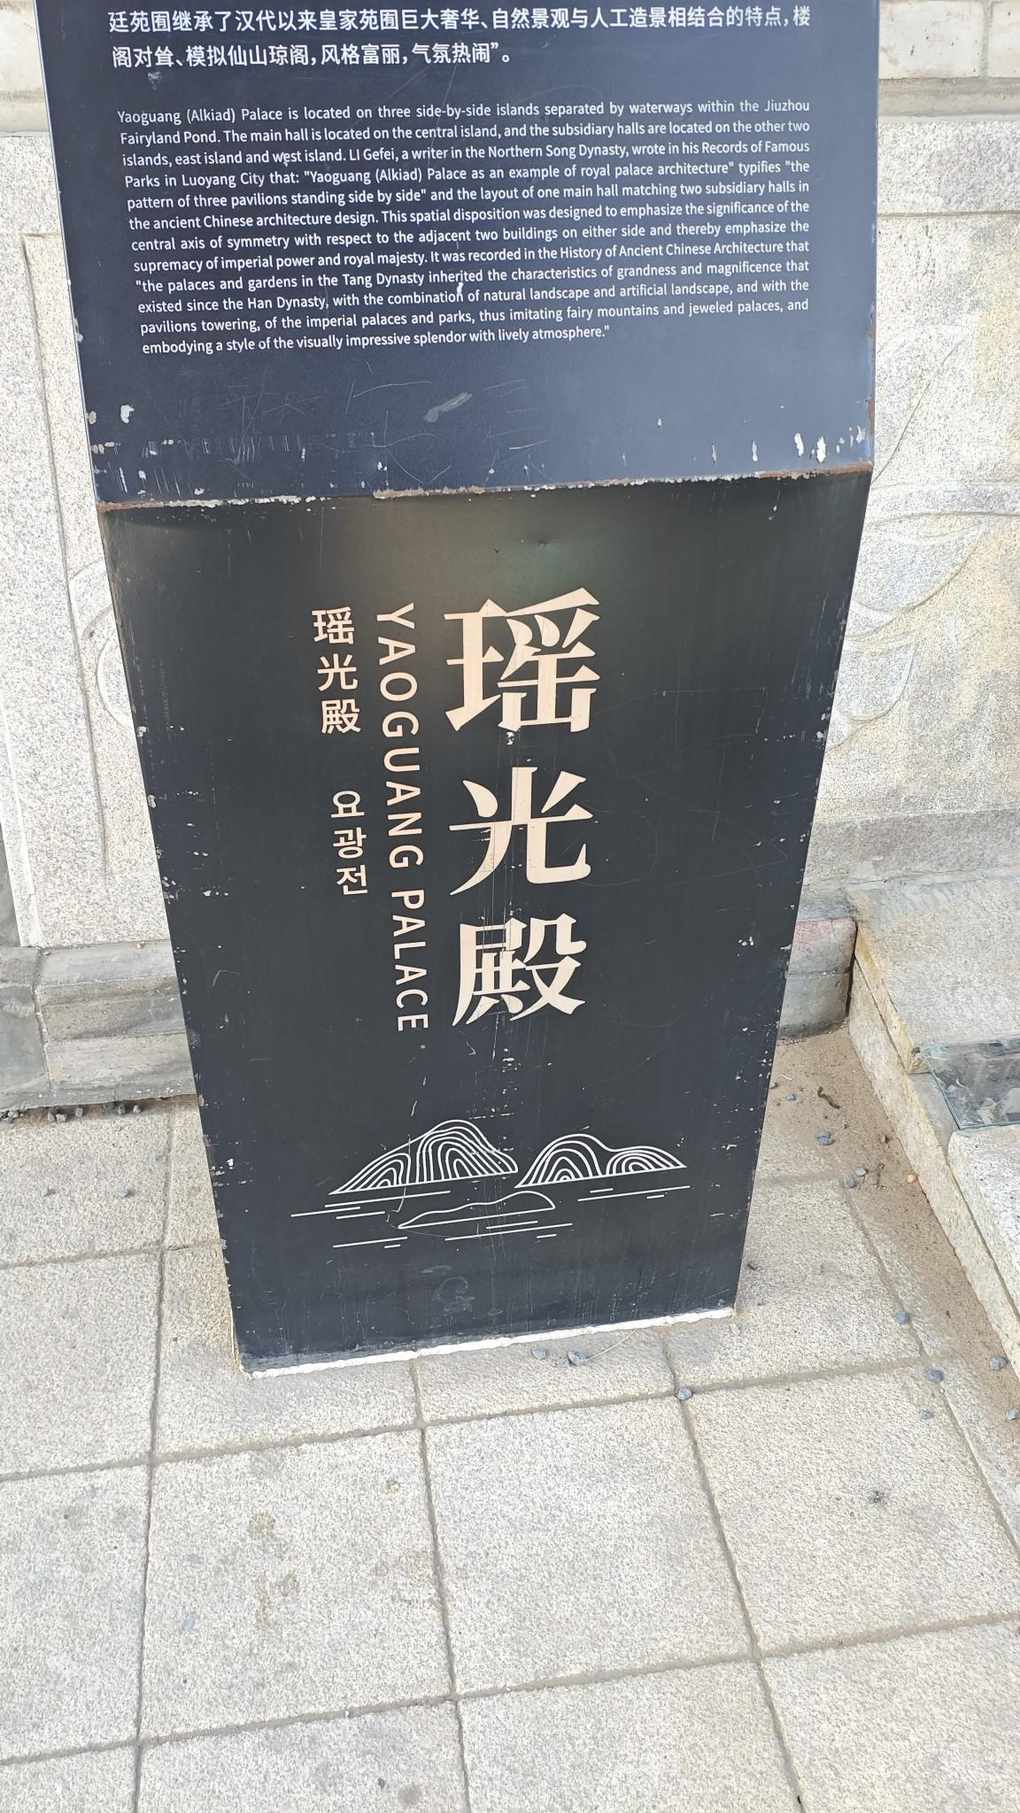 廷苑囿继承了汉代以来皇家苑囿巨大奢华、自然景观与人工造景相结合的特点，楼
阁对耸、模拟仙山琼阁，风格富丽，气氛热闹”。
Yaoguang (Alkiad) Palace is located on three side-by-side islands separated by waterways within the Jiuzhou
Fairyland Pond. The main hall is located on the central island, and the subsidiary halls are located on the other two
islands, east island and west island. LI Gefei, a writer in the Northern Song Dynasty, wrote in his Records of Famous
Parks in Luoyang City that: "Yaoguang (Alkiad) Palace as an example of royal palace architecture" typifies "the
pattern of three pavilions standing side by side" and the layout of one main hall matching two subsidiary halls in
the ancient Chinese architecture design. This spatial disposition was designed to emphasize the significance of the
central axis of symmetry with respect to the adjacent two buildings on either side and thereby emphasize the
supremacy of imperial power and royal majesty. It was recorded in the History of Ancient Chinese Architecture that
"the palaces and gardens in the Tang Dynasty inherited the characteristics of grandness and magnificence that
existed since the Han Dynasty, with the combination of natural landscape and artificial landscape, and with the
pavilions towering, of the imperial palaces and parks, thus imitating fairy mountains and jeweled palaces, and
embodying a style of the visually impressive splendor with lively atmosphere."
瑶光殿
YAOGUANG PALACE
瑶光殿 요광전